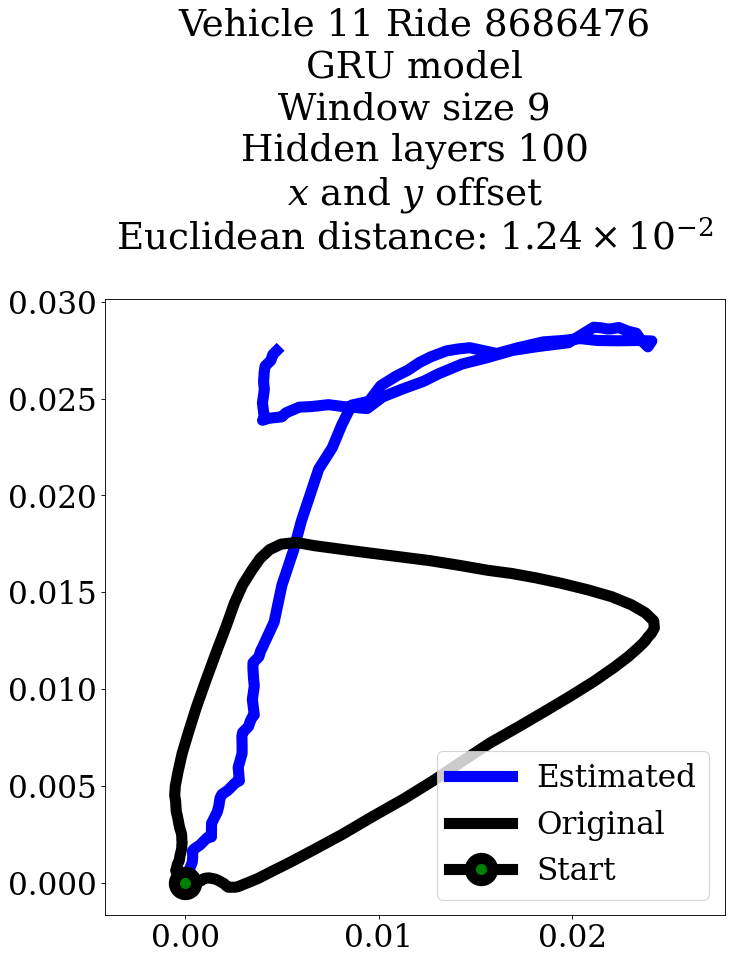 Vehicle 11 Ride 8686476
GRU model
Window size 9
Hidden layers 100
x and y offset
Euclidean distance: 1.24 × 10⁻²
0.030
0.025
0.020
0.015
0.010
0.005
0.000
Estimated
Original
Start
0.00 0.01 0.02